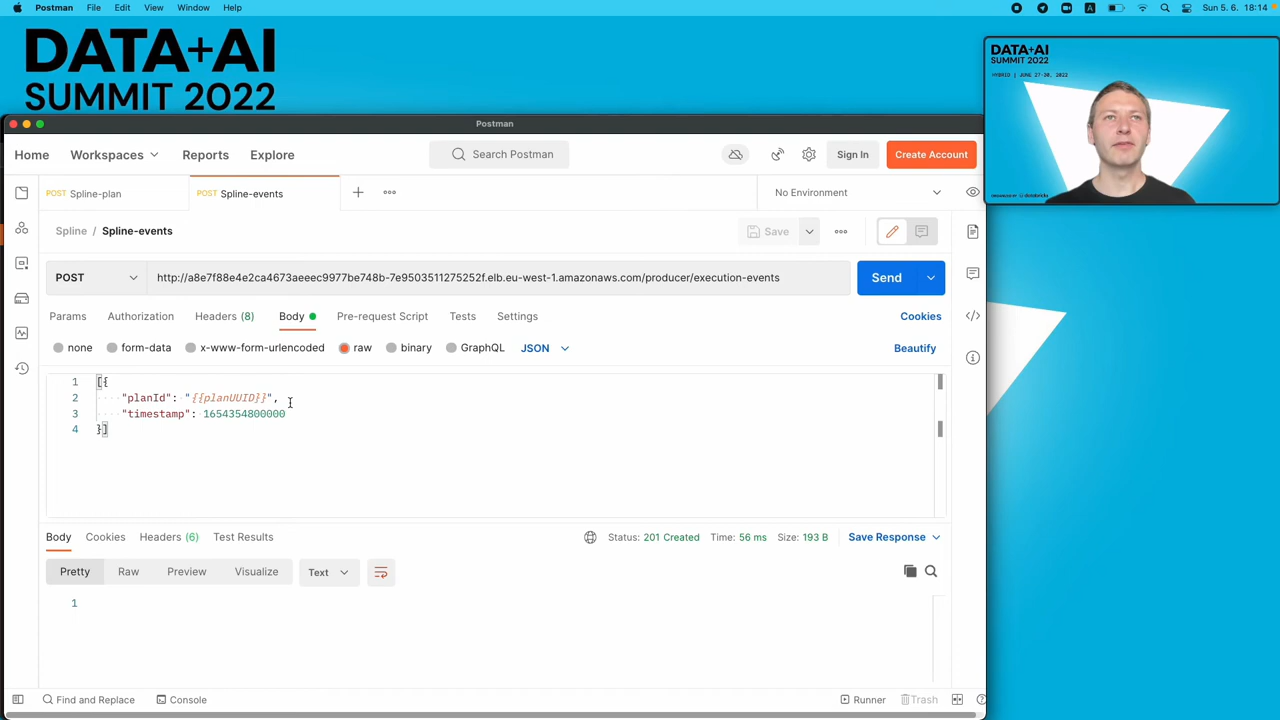 Postman File Edit View Window Help
A Sun 5. 6. 18:14
DATA+AI
SUMMIT 2022
DATA+AI
SUMMIT 2022
HYBRID | JUNE 27-30, 2022
Postman
Home Workspaces Reports Explore Search Postman Sign In Create Account
POST Spline-plan POST Spline-events No Environment
Spline / Spline-events Save
POST http://a8e7f88e4e2ca4673aeeec9977be748b-7e9503511275252f.elb.eu-west-1.amazonaws.com/producer/execution-events Send
Params Authorization Headers (8) Body Pre-request Script Tests Settings Cookies
none form-data x-www-form-urlencoded raw binary GraphQL JSON Beautify
1 [{
2 "planId": "{{planUUID}}",
3 "timestamp": 1654354800000
4 }]
Body Cookies Headers (6) Test Results Status: 201 Created Time: 56 ms Size: 193 B Save Response
Pretty Raw Preview Visualize Text
1
Find and Replace Console Runner Trash